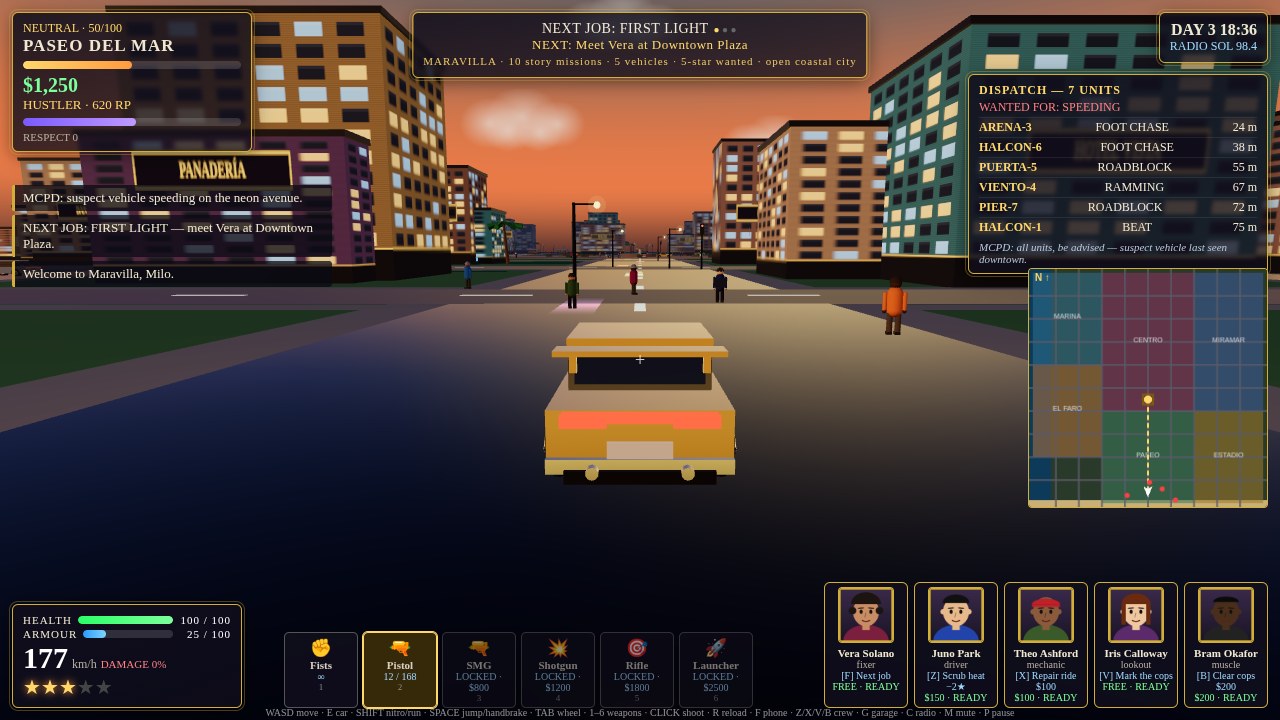 NEUTRAL · 50/100
PASEO DEL MAR
$1,250
HUSTLER · 620 RP
RESPECT 0
NEXT JOB: FIRST LIGHT
NEXT: Meet Vera at Downtown Plaza
MARAVILLA · 10 story missions · 5 vehicles · 5-star wanted · open coastal city
DAY 3 18:36
RADIO SOL 98.4
DISPATCH — 7 UNITS
WANTED FOR: SPEEDING
ARENA-3 FOOT CHASE 24 m
HALCON-6 FOOT CHASE 38 m
PUERTA-5 ROADBLOCK 55 m
VIENTO-4 RAMMING 67 m
PIER-7 ROADBLOCK 72 m
HALCON-1 BEAT 75 m
MCPD: all units, be advised — suspect vehicle last seen
downtown.
PANADERÍA
MCPD: suspect vehicle speeding on the neon avenue.
NEXT JOB: FIRST LIGHT — meet Vera at Downtown
Plaza.
Welcome to Maravilla, Milo.
N ↑
MARINA
CENTRO
MIRAMAR
EL FARO
PASEO
ESTADIO
HEALTH 100 / 100
ARMOUR 25 / 100
177 km/h DAMAGE 0%
★★★★★
Fists
∞
1
Pistol
12 / 168
2
SMG
LOCKED ·
$800
3
Shotgun
LOCKED ·
$1200
4
Rifle
LOCKED ·
$1800
5
Launcher
LOCKED ·
$2500
6
Vera Solano
fixer
[F] Next job
FREE · READY
Juno Park
driver
[Z] Scrub heat
−2★
$150 · READY
Theo Ashford
mechanic
[X] Repair ride
$100
$100 · READY
Iris Calloway
lookout
[V] Mark the cops
FREE · READY
Bram Okafor
muscle
[B] Clear cops
$200
$200 · READY
WASD move · E car · SHIFT nitro/run · SPACE jump/handbrake · TAB wheel · 1–6 weapons · CLICK shoot · R reload · F phone · Z/X/V/B crew · G garage · C radio · M mute · P pause